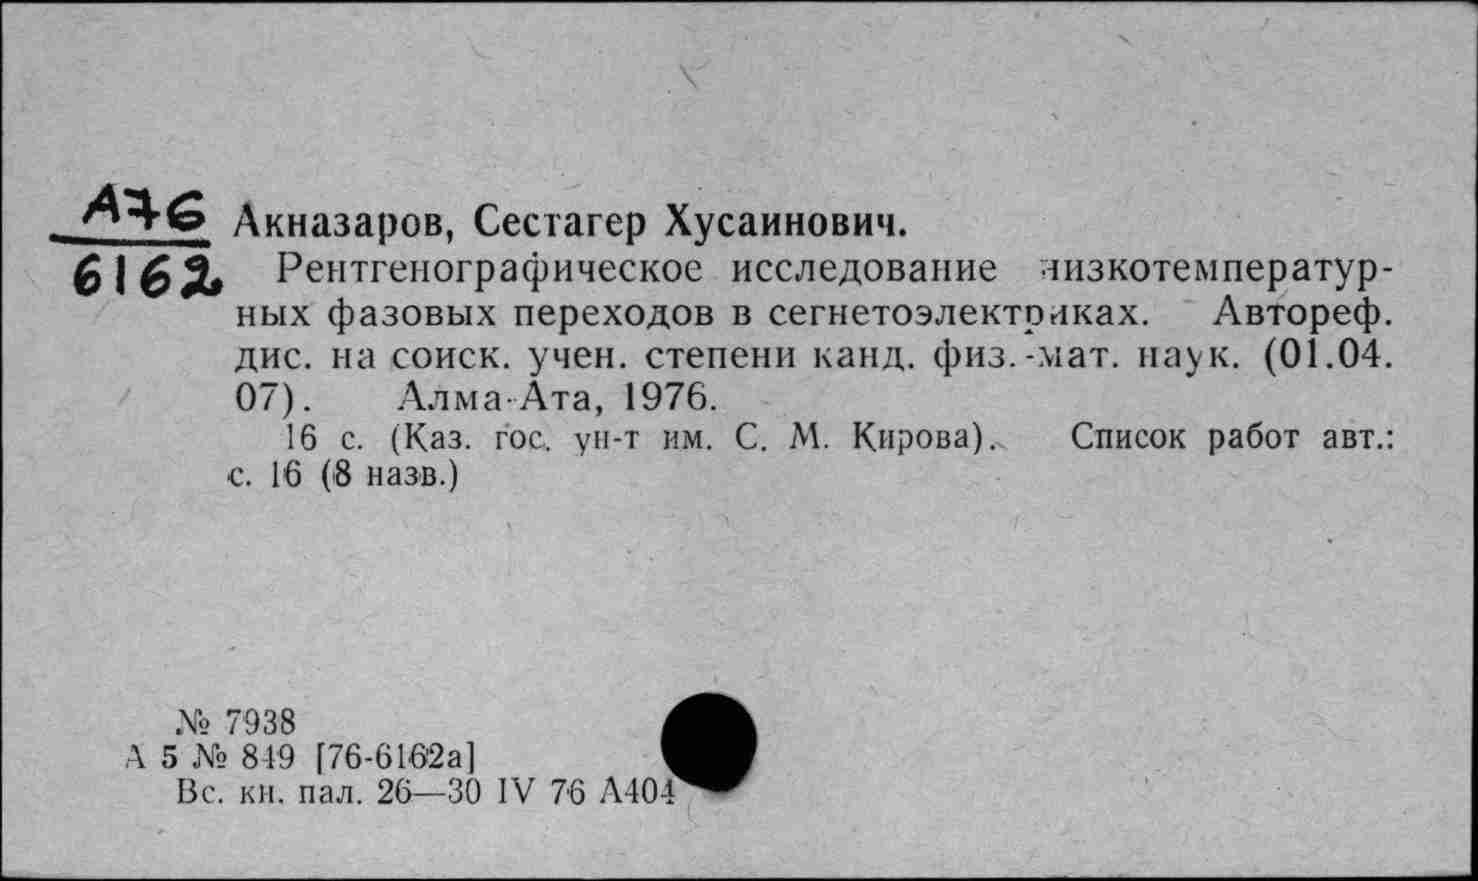 А76 Акназаров, Сестагер Хусаинович.
6162 Рентгенографическое исследование низкотемператур-
ных фазовых переходов в сегнетоэлектриках. Автореф.
дис. на соиск. учен. степени канд. физ.-мат. наук. (01.04.
07). Алма-Ата, 1976.
16 с. (Каз. гос. ун-т им. С. М. Кирова). Список работ авт.:
с. 16 (8 назв.)
№ 7938
А 5 № 849 [76-6162а]
Вс. кн. пал. 26—30 IV 76 А404